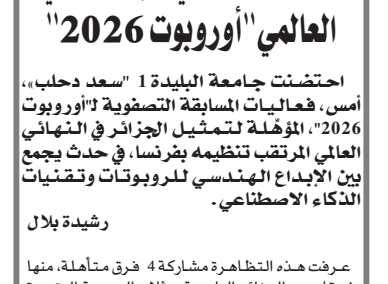 العالمي "أوروبوت 2026"
احتضنت جامعة البليدة 1 "سعد دحلب»،
أمس، فعاليات المسابقة التصفوية لـ"أوروبوت
2026"، المؤهلة لتمثيل الجزائر في النهائي
العالمي المرتقب تنظيمه بفرنسا، في حدث يجمع
بين الإبداع الهندسي للروبوتات وتقنيات
الذكاء الاصطناعي.
رشيدة بلال
عرفت هذه التظاهرة مشاركة 4 فرق متأهلة، منها